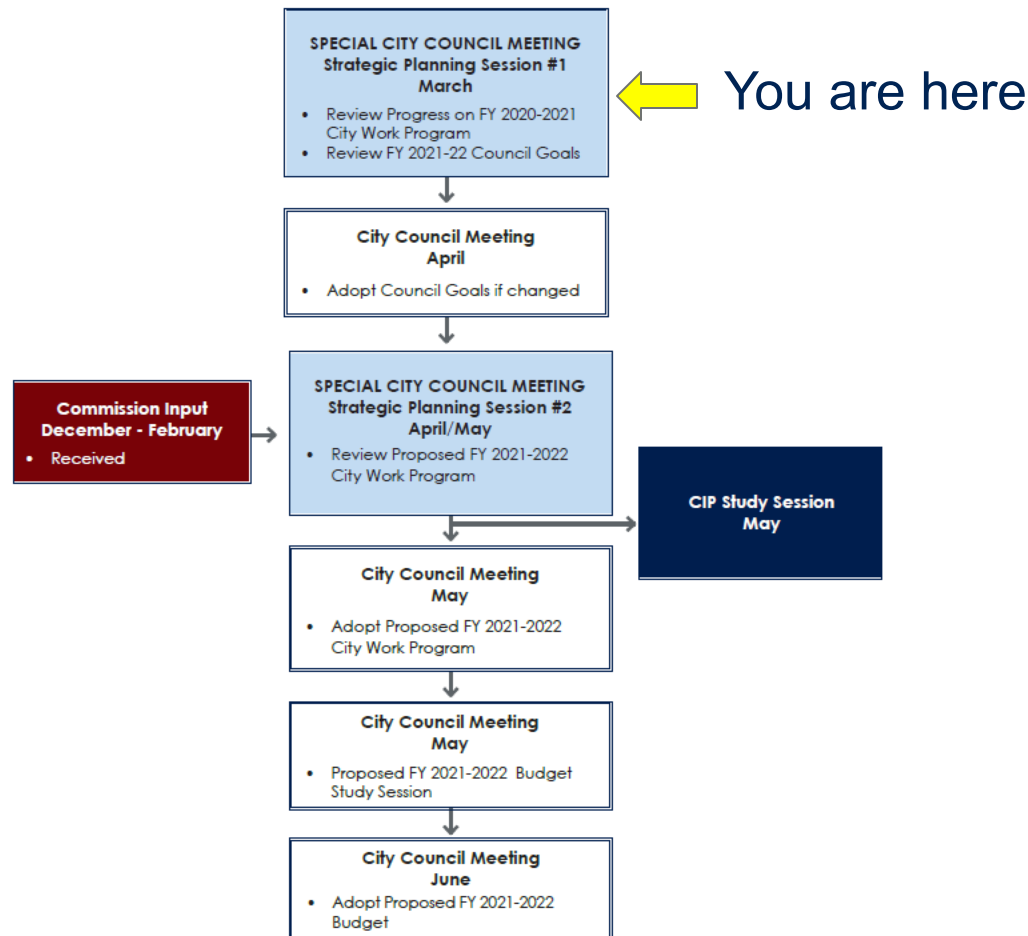 SPECIAL CITY COUNCIL MEETING
Strategic Planning Session #1
March
• Review Progress on FY 2020-2021
City Work Program
• Review FY 2021-22 Council Goals
You are here
City Council Meeting
April
• Adopt Council Goals if changed
Commission Input
December - February
• Received
SPECIAL CITY COUNCIL MEETING
Strategic Planning Session #2
April/May
• Review Proposed FY 2021-2022
City Work Program
CIP Study Session
May
City Council Meeting
May
• Adopt Proposed FY 2021-2022
City Work Program
City Council Meeting
May
• Proposed FY 2021-2022 Budget
Study Session
City Council Meeting
June
• Adopt Proposed FY 2021-2022
Budget